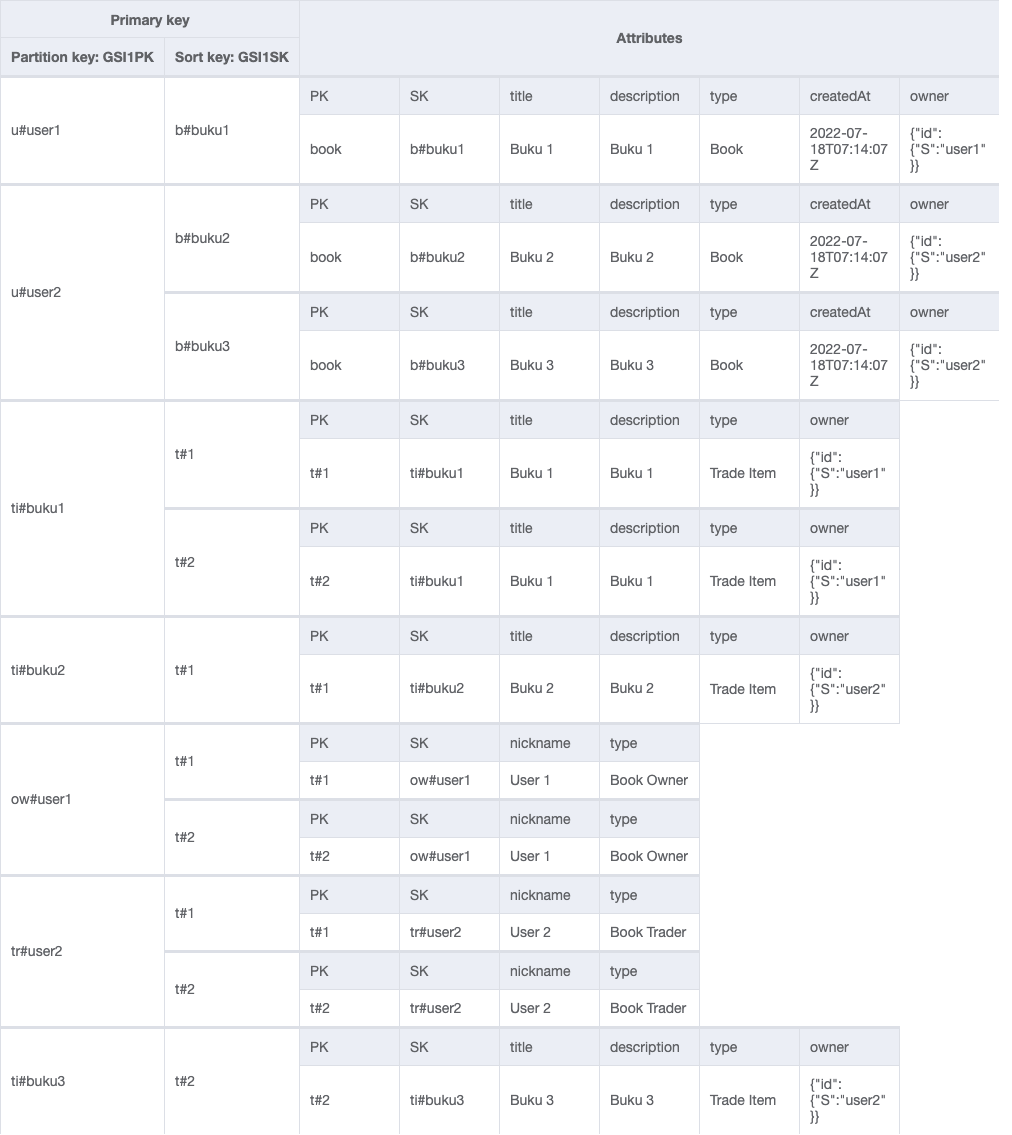 Primary key
Attributes
Partition key: GSI1PK Sort key: GSI1SK
PK SK title description type createdAt owner
u#user1 b#buku1
book b#buku1 Buku 1 Buku 1 Book 2022-07-18T07:14:07Z {"id":{"S":"user1"}}
PK SK title description type createdAt owner
b#buku2
book b#buku2 Buku 2 Buku 2 Book 2022-07-18T07:14:07Z {"id":{"S":"user2"}}
u#user2
PK SK title description type createdAt owner
b#buku3
book b#buku3 Buku 3 Buku 3 Book 2022-07-18T07:14:07Z {"id":{"S":"user2"}}
PK SK title description type owner
t#1
t#1 ti#buku1 Buku 1 Buku 1 Trade Item {"id":{"S":"user1"}}
ti#buku1
PK SK title description type owner
t#2
t#2 ti#buku1 Buku 1 Buku 1 Trade Item {"id":{"S":"user1"}}
PK SK title description type owner
ti#buku2 t#1
t#1 ti#buku2 Buku 2 Buku 2 Trade Item {"id":{"S":"user2"}}
PK SK nickname type
t#1
t#1 ow#user1 User 1 Book Owner
ow#user1
PK SK nickname type
t#2
t#2 ow#user1 User 1 Book Owner
PK SK nickname type
t#1
t#1 tr#user2 User 2 Book Trader
tr#user2
PK SK nickname type
t#2
t#2 tr#user2 User 2 Book Trader
PK SK title description type owner
ti#buku3 t#2
t#2 ti#buku3 Buku 3 Buku 3 Trade Item {"id":{"S":"user2"}}